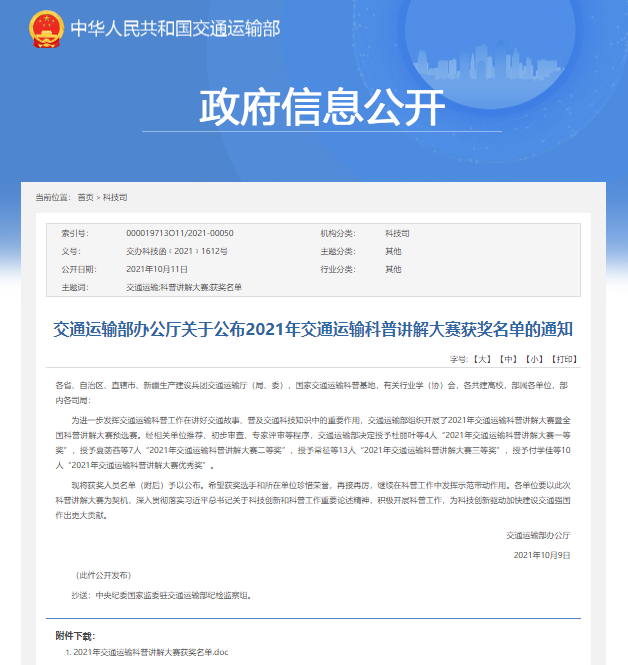 中华人民共和国交通运输部
政府信息公开
当前位置： 首页 > 科技司
索引号： 000019713O11/2021-00050 机构分类： 科技司
文号： 交办科技函﹝2021﹞1612号 主题分类： 其他
公开日期： 2021年10月11日 行业分类： 其他
主题词： 交通运输;科普讲解大赛;获奖名单
交通运输部办公厅关于公布2021年交通运输科普讲解大赛获奖名单的通知
字号:【大】【中】【小】【打印】
各省、自治区、直辖市、新疆生产建设兵团交通运输厅（局、委），国家交通运输科普基地，有关行业学（协）会，各共建高校，部属各单位，部
内各司局：
为进一步发挥交通运输科普工作在讲好交通故事、普及交通科技知识中的重要作用，交通运输部组织开展了2021年交通运输科普讲解大赛暨全
国科普讲解大赛预选赛。经相关单位推荐、初步审查、专家评审等程序，交通运输部决定授予杜丽叶等4人“2021年交通运输科普讲解大赛一等
奖”，授予夏菡苕等7人“2021年交通运输科普讲解大赛二等奖”，授予常征等13人“2021年交通运输科普讲解大赛三等奖”，授予付学佳等10
人“2021年交通运输科普讲解大赛优秀奖”。
现将获奖人员名单（附后）予以公布。希望获奖选手和所在单位珍惜荣誉，再接再厉，继续在科普工作中发挥示范带动作用。各单位要以此次
科普讲解大赛为契机，深入贯彻落实习近平总书记关于科技创新和科普工作重要论述精神，积极开展科普工作，为科技创新驱动加快建设交通强国
作出更大贡献。
交通运输部办公厅
2021年10月9日
（此件公开发布）
抄送：中央纪委国家监委驻交通运输部纪检监察组。
附件下载：
1. 2021年交通运输科普讲解大赛获奖名单.doc